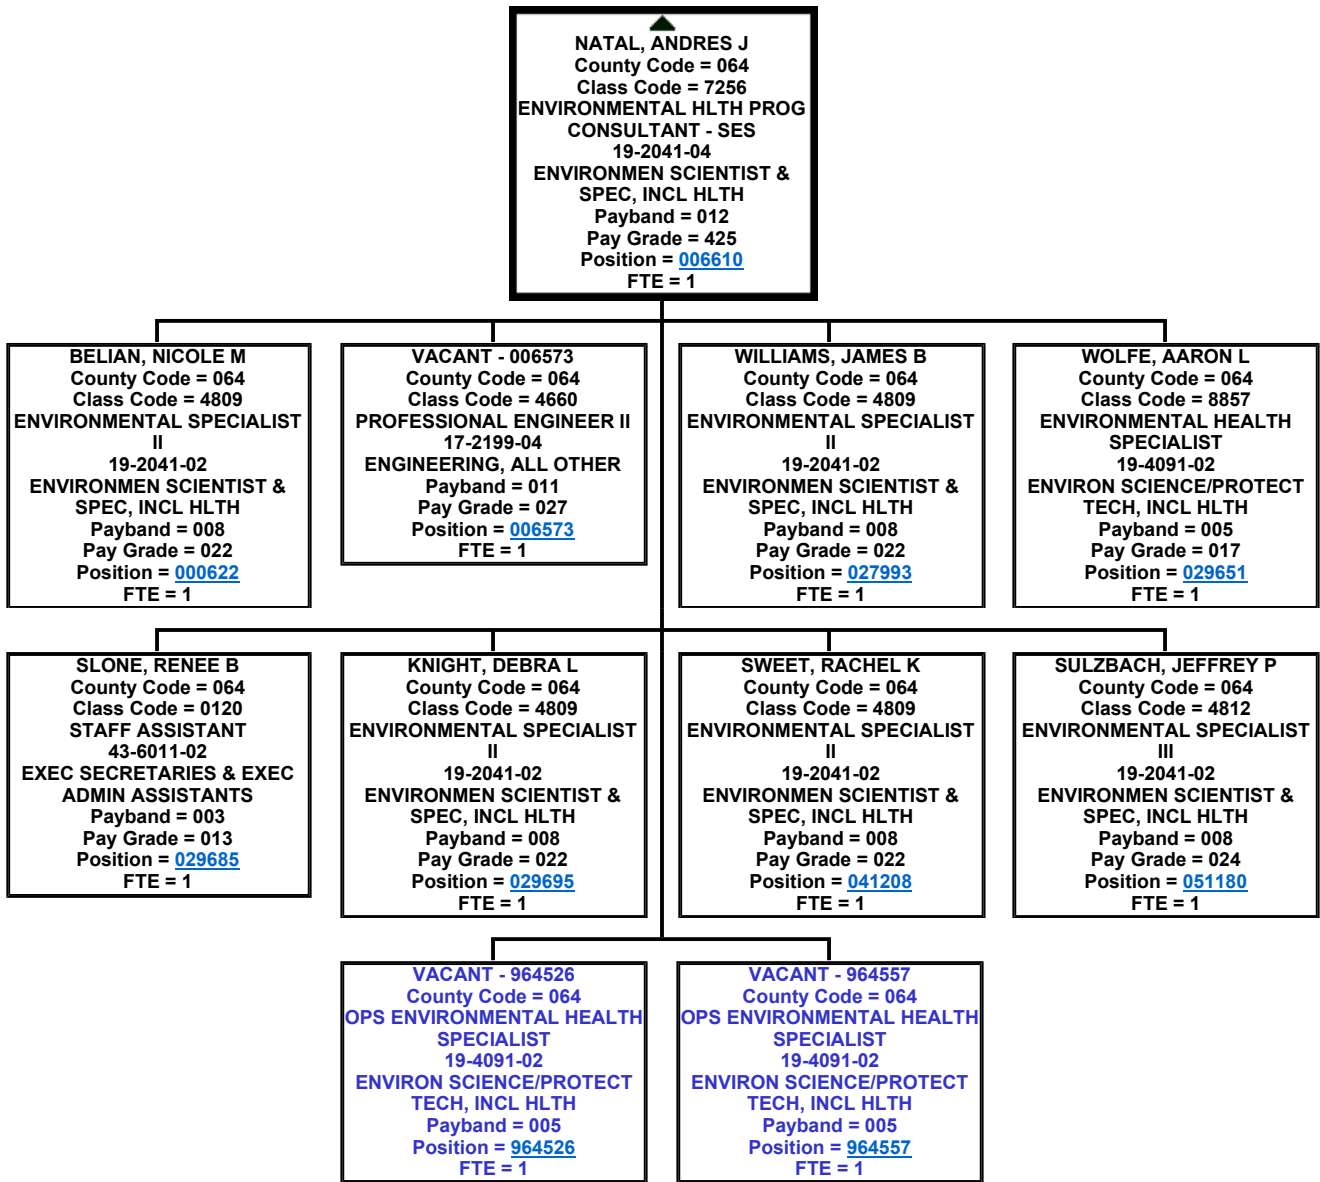 NATAL, ANDRES J
County Code = 064
Class Code = 7256
ENVIRONMENTAL HLTH PROG
CONSULTANT - SES
19-2041-04
ENVIRONMEN SCIENTIST &
SPEC, INCL HLTH
Payband = 012
Pay Grade = 425
Position = 006610
FTE = 1
BELIAN, NICOLE M
County Code = 064
Class Code = 4809
ENVIRONMENTAL SPECIALIST
II
19-2041-02
ENVIRONMEN SCIENTIST &
SPEC, INCL HLTH
Payband = 008
Pay Grade = 022
Position = 000622
FTE = 1
VACANT - 006573
County Code = 064
Class Code = 4660
PROFESSIONAL ENGINEER II
17-2199-04
ENGINEERING, ALL OTHER
Payband = 011
Pay Grade = 027
Position = 006573
FTE = 1
WILLIAMS, JAMES B
County Code = 064
Class Code = 4809
ENVIRONMENTAL SPECIALIST
II
19-2041-02
ENVIRONMEN SCIENTIST &
SPEC, INCL HLTH
Payband = 008
Pay Grade = 022
Position = 027993
FTE = 1
WOLFE, AARON L
County Code = 064
Class Code = 8857
ENVIRONMENTAL HEALTH
SPECIALIST
19-4091-02
ENVIRON SCIENCE/PROTECT
TECH, INCL HLTH
Payband = 005
Pay Grade = 017
Position = 029651
FTE = 1
SLONE, RENEE B
County Code = 064
Class Code = 0120
STAFF ASSISTANT
43-6011-02
EXEC SECRETARIES & EXEC
ADMIN ASSISTANTS
Payband = 003
Pay Grade = 013
Position = 029685
FTE = 1
KNIGHT, DEBRA L
County Code = 064
Class Code = 4809
ENVIRONMENTAL SPECIALIST
II
19-2041-02
ENVIRONMEN SCIENTIST &
SPEC, INCL HLTH
Payband = 008
Pay Grade = 022
Position = 029695
FTE = 1
SWEET, RACHEL K
County Code = 064
Class Code = 4809
ENVIRONMENTAL SPECIALIST
II
19-2041-02
ENVIRONMEN SCIENTIST &
SPEC, INCL HLTH
Payband = 008
Pay Grade = 022
Position = 041208
FTE = 1
SULZBACH, JEFFREY P
County Code = 064
Class Code = 4812
ENVIRONMENTAL SPECIALIST
III
19-2041-02
ENVIRONMEN SCIENTIST &
SPEC, INCL HLTH
Payband = 008
Pay Grade = 024
Position = 051180
FTE = 1
VACANT - 964526
County Code = 064
OPS ENVIRONMENTAL HEALTH
SPECIALIST
19-4091-02
ENVIRON SCIENCE/PROTECT
TECH, INCL HLTH
Payband = 005
Position = 964526
FTE = 1
VACANT - 964557
County Code = 064
OPS ENVIRONMENTAL HEALTH
SPECIALIST
19-4091-02
ENVIRON SCIENCE/PROTECT
TECH, INCL HLTH
Payband = 005
Position = 964557
FTE = 1